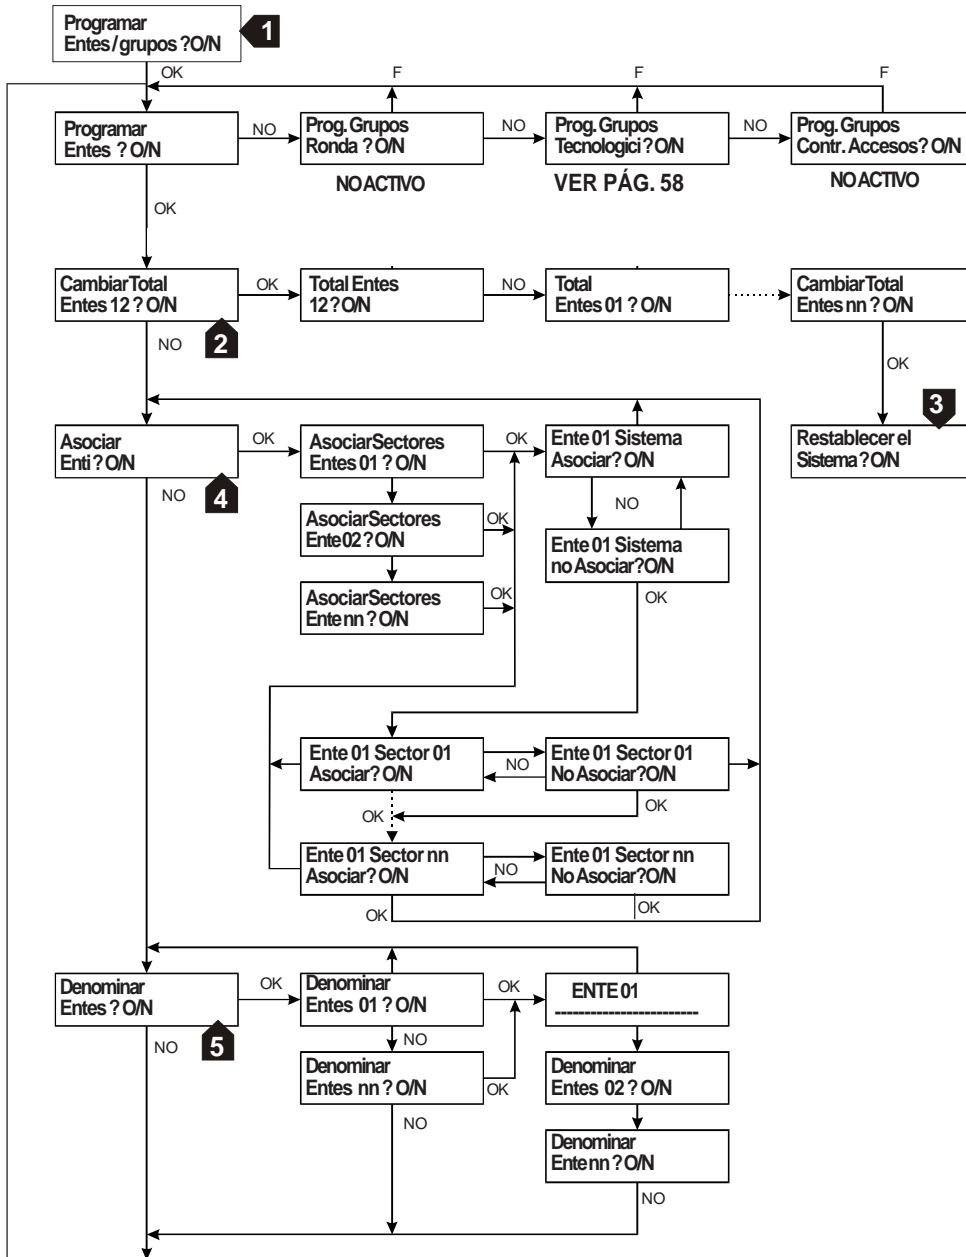 Programar
Entes/grupos ?O/N
1
OK
F
F
F
Programar
Entes ? O/N
NO
Prog. Grupos
Ronda ? O/N
NO
Prog. Grupos
Tecnologici ? O/N
NO
Prog. Grupos
Contr. Accesos? O/N
NO ACTIVO
VER PÁG. 58
NO ACTIVO
OK
Cambiar Total
Entes 12 ? O/N
OK
Total Entes
12? O/N
NO
Total
Entes 01 ? O/N
Cambiar Total
Entes nn ? O/N
2
NO
OK
3
Asociar
Enti ? O/N
OK
Asociar Sectores
Entes 01 ? O/N
OK
Ente 01 Sistema
Asociar? O/N
Restablecer el
Sistema ? O/N
NO
4
NO
Asociar Sectores
Ente 02 ? O/N
OK
Ente 01 Sistema
no Asociar?O/N
Asociar Sectores
Ente nn ? O/N
OK
OK
Ente 01 Sector 01
Asociar? O/N
NO
Ente 01 Sector 01
No Asociar?O/N
OK
OK
Ente 01 Sector nn
Asociar? O/N
NO
Ente 01 Sector nn
No Asociar?O/N
OK
OK
Denominar
Entes ? O/N
OK
Denominar
Entes 01 ? O/N
OK
ENTE 01
------------------------
NO
5
NO
Denominar
Entes nn ? O/N
OK
Denominar
Entes 02 ? O/N
NO
Denominar
Ente nn ? O/N
NO